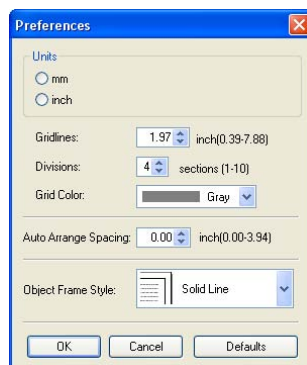 Preferences
Units
mm
inch
Gridlines: 1.97 inch(0.39-7.88)
Divisions: 4 sections (1-10)
Grid Color: Gray
Auto Arrange Spacing: 0.00 inch(0.00-3.94)
Object Frame Style: Solid Line
OK Cancel Defaults